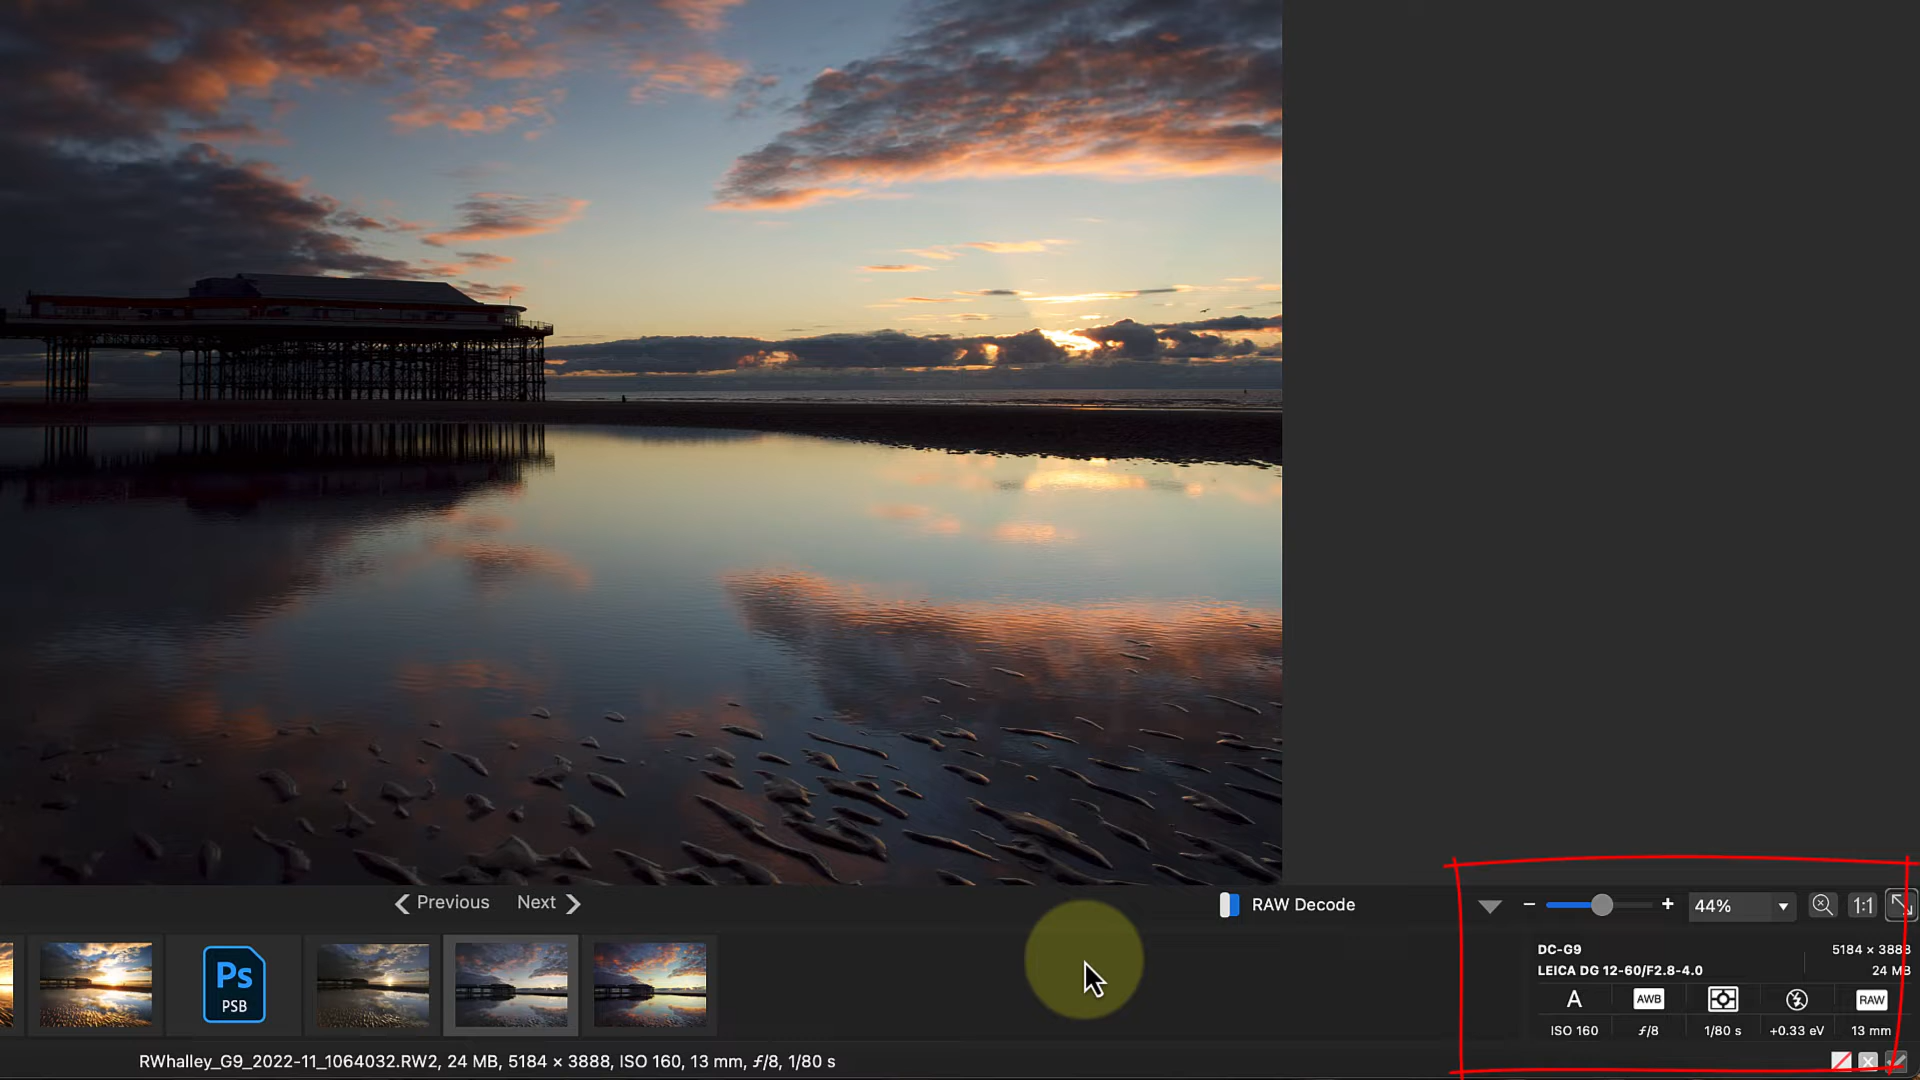 Previous Next
RAW Decode
44%
1:1
DC-G9
5184 × 3888
LEICA DG 12-60/F2.8-4.0
24 MB
A AWB RAW
ISO 160 ƒ/8 1/80 s +0.33 eV 13 mm
Ps
PSB
RWhalley_G9_2022-11_1064032.RW2, 24 MB, 5184 × 3888, ISO 160, 13 mm, ƒ/8, 1/80 s